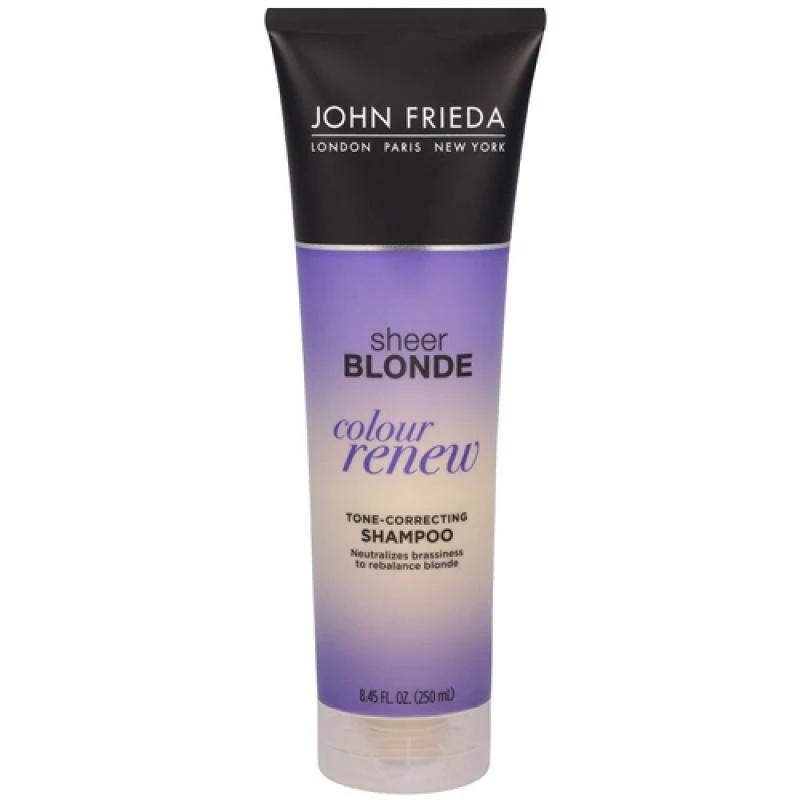 JOHN FRIEDA
LONDON PARIS NEW YORK
sheer
BLONDE
colour
renew
TONE-CORRECTING
SHAMPOO
Neutralizes brassiness
to rebalance blonde
8.45 FL. OZ. (250 mL)